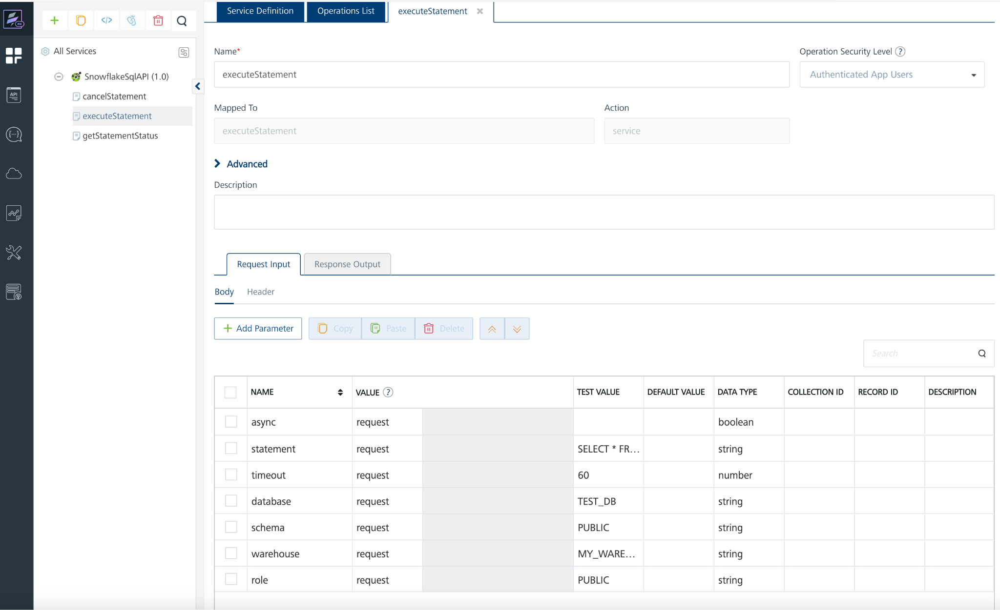 Service Definition
Operations List
executeStatement
All Services
SnowflakeSqlAPI (1.0)
cancelStatement
executeStatement
getStatementStatus
Name*
Operation Security Level ?
executeStatement
Authenticated App Users
Mapped To
Action
executeStatement
service
Advanced
Description
Request Input
Response Output
Body
Header
Add Parameter
Copy
Paste
Delete
Search
NAME VALUE ? TEST VALUE DEFAULT VALUE DATA TYPE COLLECTION ID RECORD ID DESCRIPTION
async request boolean
statement request SELECT * FR... string
timeout request 60 number
database request TEST_DB string
schema request PUBLIC string
warehouse request MY_WARE... string
role request PUBLIC string
API
MX